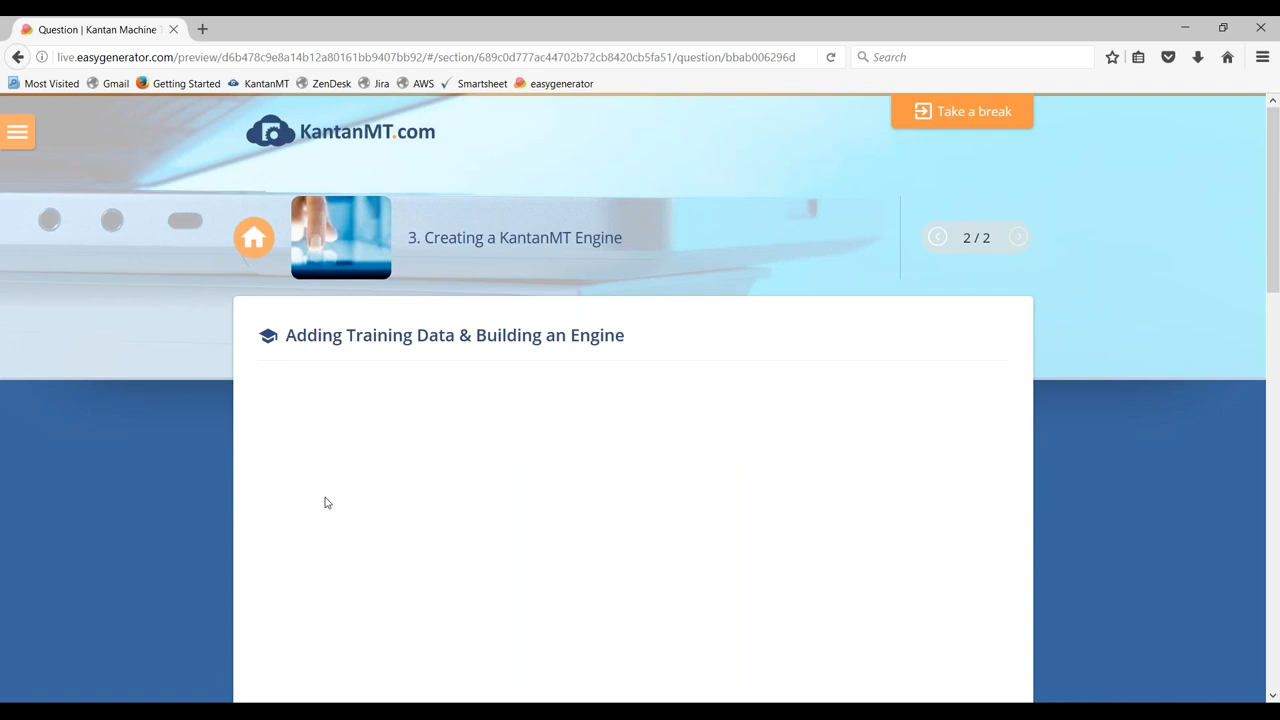 Question | Kantan Machine
live.easygenerator.com/preview/d6b478c9e8a14b12a80161bb9407bb92/#/section/689c0d777ac44702b72cb8420cb5fa51/question/bbab006296d
Search
Most Visited Gmail Getting Started KantanMT ZenDesk Jira AWS Smartsheet easygenerator
KantanMT.com
Take a break
3. Creating a KantanMT Engine
2 / 2
Adding Training Data & Building an Engine